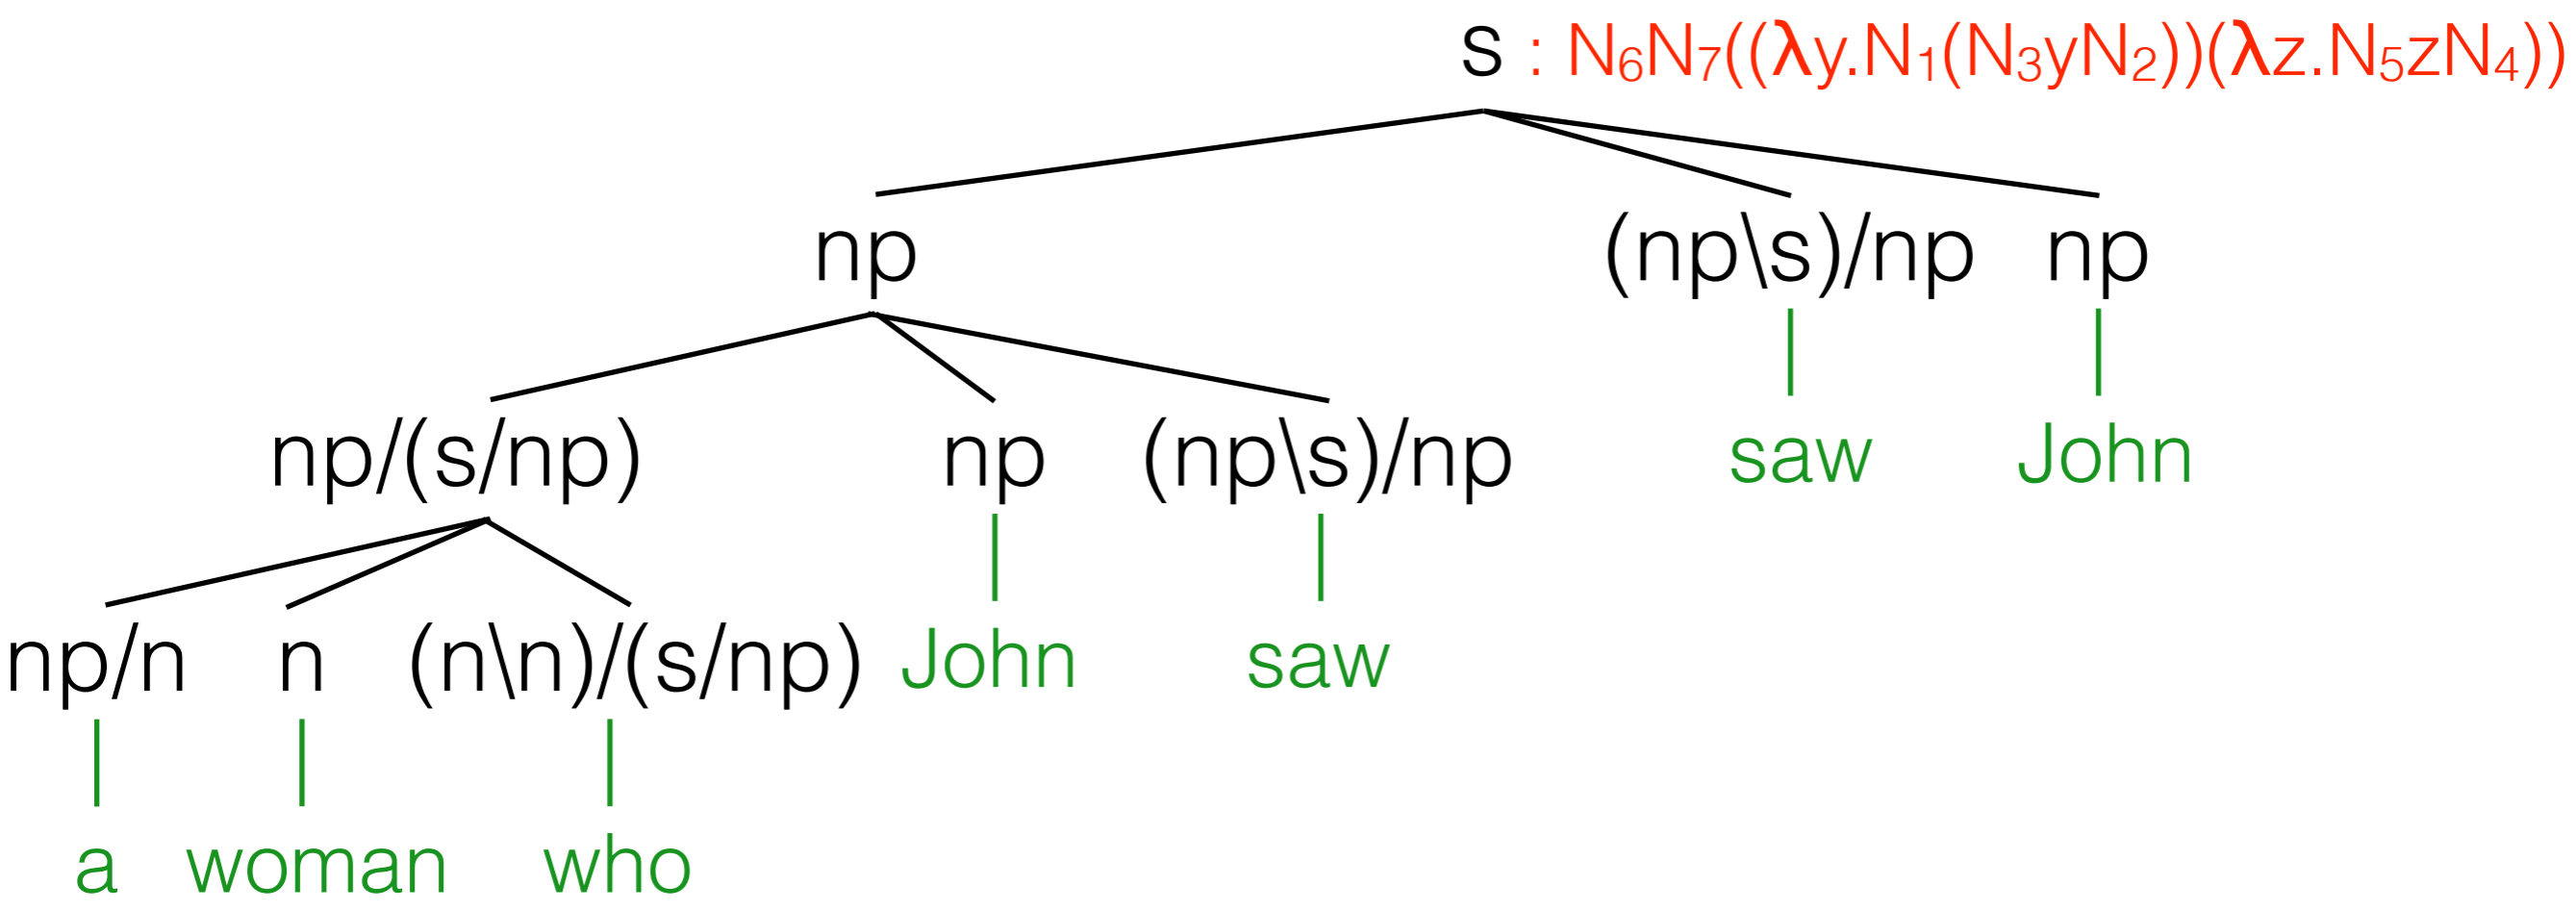 s : N₆N₇((λy.N₁(N₃yN₂))(λz.N₅zN₄))
np (np\s)/np np
np/(s/np) np (np\s)/np saw John
np/n n (n\n)/(s/np) John saw
a woman who